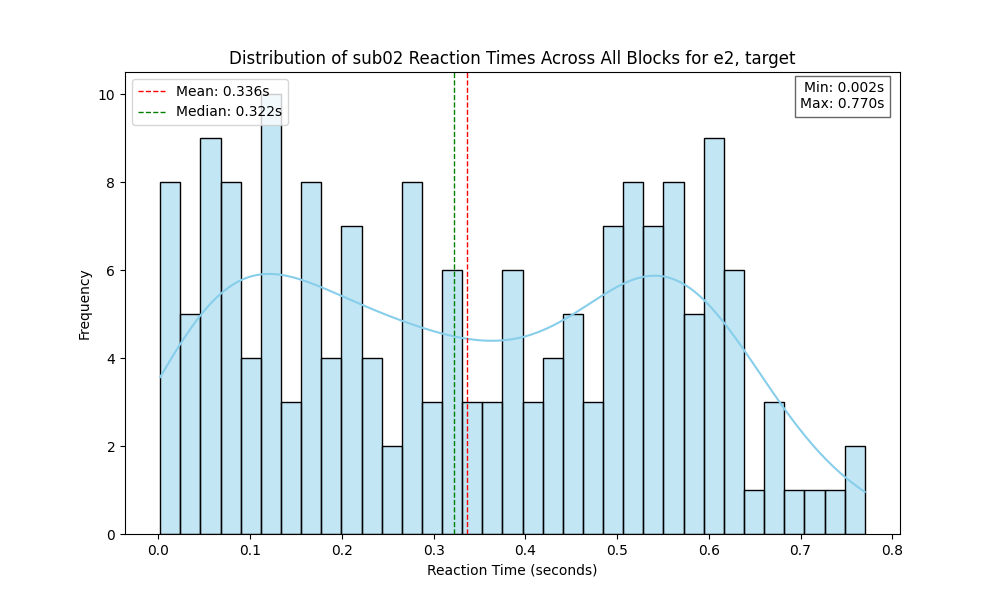 Distribution of sub02 Reaction Times Across All Blocks for e2, target
Mean: 0.336s
Median: 0.322s
Min: 0.002s
Max: 0.770s
Frequency
10
8
6
4
2
0
0.0 0.1 0.2 0.3 0.4 0.5 0.6 0.7 0.8
Reaction Time (seconds)